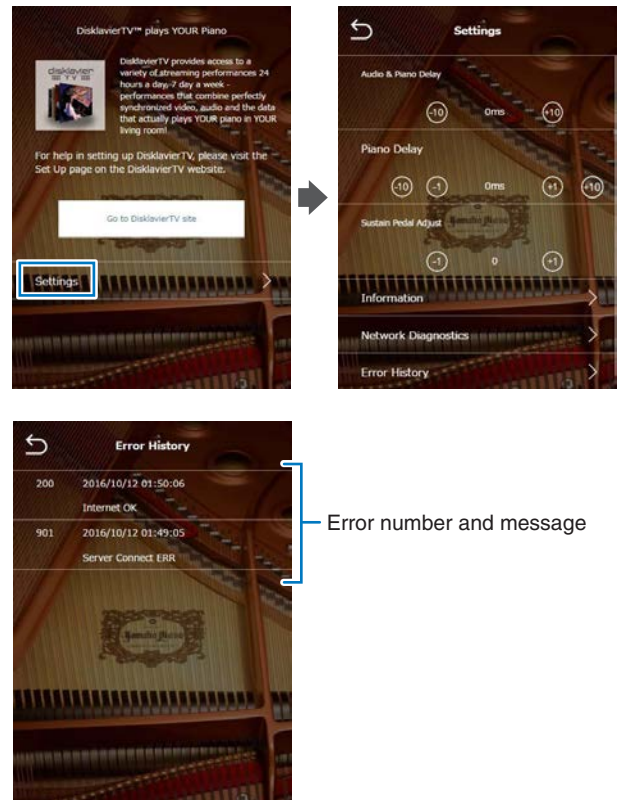 DisklavierTV™ plays YOUR Piano
disklavier
TV
DisklavierTV provides access to a
variety of streaming performances 24
hours a day, 7 day a week -
performances that combine perfectly
synchronized video, audio and the data
that actually plays YOUR piano in YOUR
living room!
For help in setting up DisklavierTV, please visit the
Set Up page on the DisklavierTV website.
Go to DisklavierTV site
Settings
Settings
Audio & Piano Delay
-10 0ms +10
Piano Delay
-10 -1 0ms +1 +10
Sustain Pedal Adjust
-1 0 +1
Information
Network Diagnostics
Error History
Error History
200 2016/10/12 01:50:06
Internet OK
901 2016/10/12 01:49:05
Server Connect ERR
Error number and message